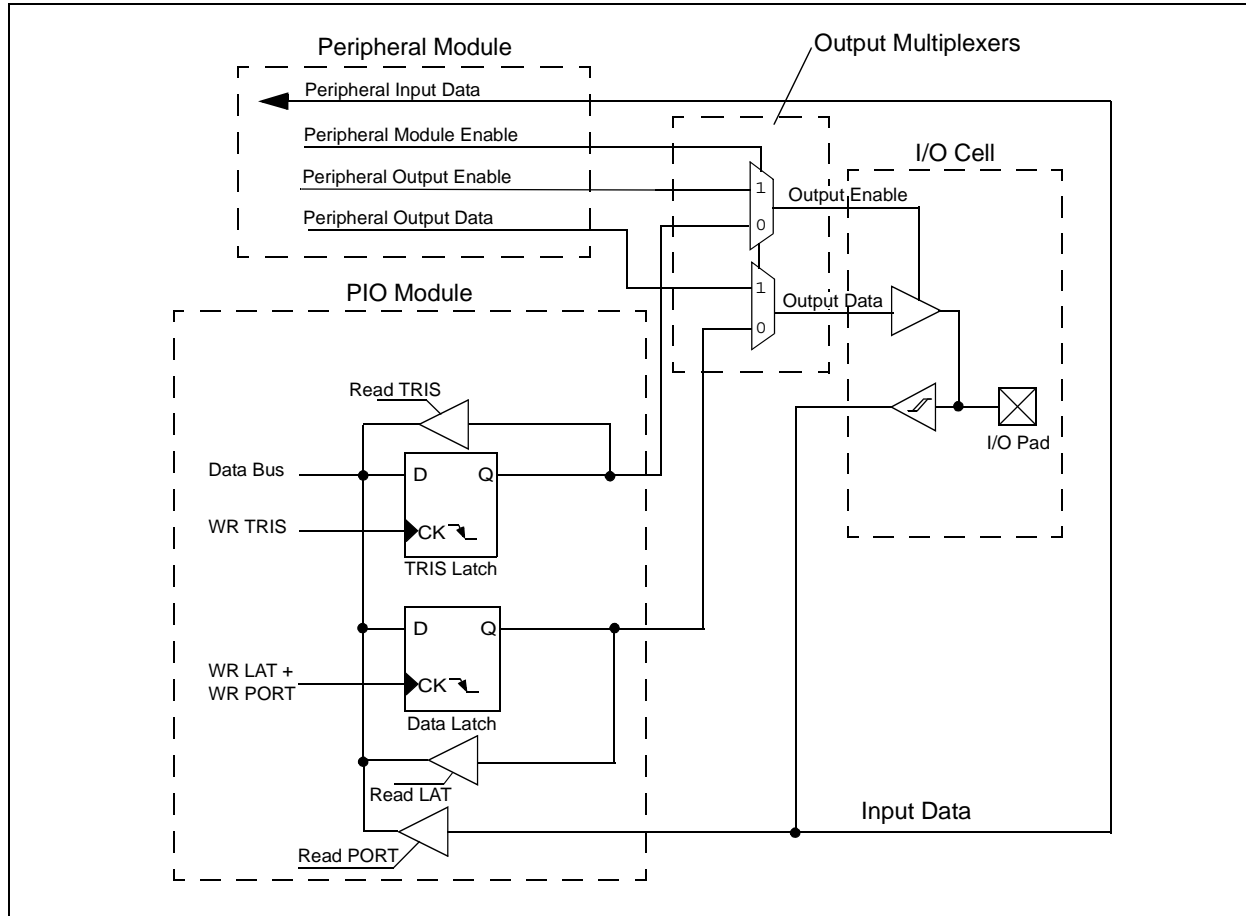 Peripheral Module
Output Multiplexers
Peripheral Input Data
Peripheral Module Enable
Peripheral Output Enable
Peripheral Output Data
1
0
1
0
Output Enable
Output Data
I/O Cell
I/O Pad
PIO Module
Read TRIS
Data Bus
D
Q
WR TRIS
CK
TRIS Latch
D
Q
WR LAT +
WR PORT
CK
Data Latch
Read LAT
Read PORT
Input Data